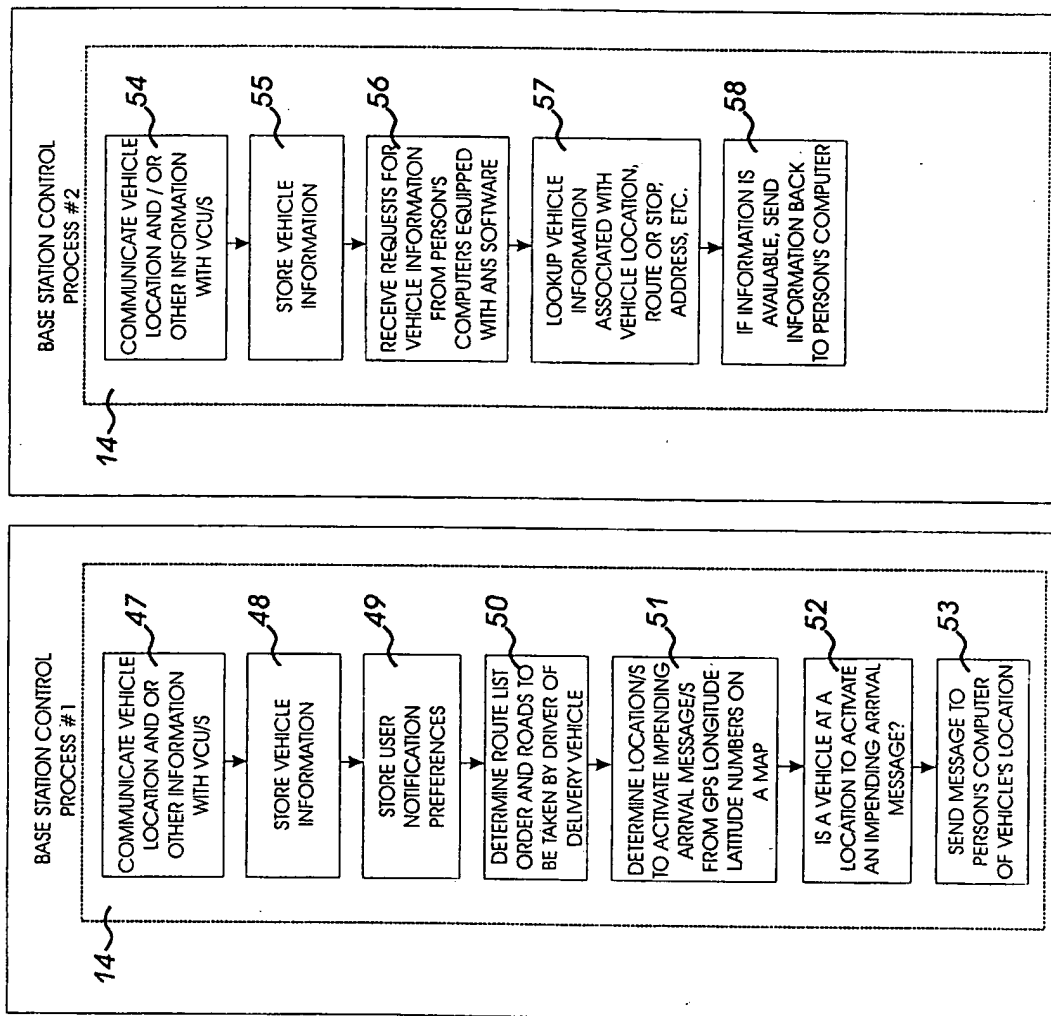 BASE STATION CONTROL
PROCESS #1
14
COMMUNICATE VEHICLE
LOCATION AND OR
OTHER INFORMATION
WITH VCU/S
47
STORE VEHICLE
INFORMATION
48
STORE USER
NOTIFICATION
PREFERENCES
49
DETERMINE ROUTE LIST
ORDER AND ROADS TO
BE TAKEN BY DRIVER OF
DELIVERY VEHICLE
50
DETERMINE LOCATION/S
TO ACTIVATE IMPENDING
ARRIVAL MESSAGE/S
FROM GPS LONGITUDE
LATITUDE NUMBERS ON
A MAP
51
IS A VEHICLE AT A
LOCATION TO ACTIVATE
AN IMPENDING ARRIVAL
MESSAGE?
52
SEND MESSAGE TO
PERSON'S COMPUTER
OF VEHICLE'S LOCATION
53
BASE STATION CONTROL
PROCESS #2
14
COMMUNICATE VEHICLE
LOCATION AND / OR
OTHER INFORMATION
WITH VCU/S
54
STORE VEHICLE
INFORMATION
55
RECEIVE REQUESTS FOR
VEHICLE INFORMATION
FROM PERSON'S
COMPUTERS EQUIPPED
WITH ANS SOFTWARE
56
LOOKUP VEHICLE
INFORMATION
ASSOCIATED WITH
VEHICLE LOCATION,
ROUTE OR STOP,
ADDRESS, ETC.
57
IF INFORMATION IS
AVAILABLE, SEND
INFORMATION BACK
TO PERSON'S COMPUTER
58